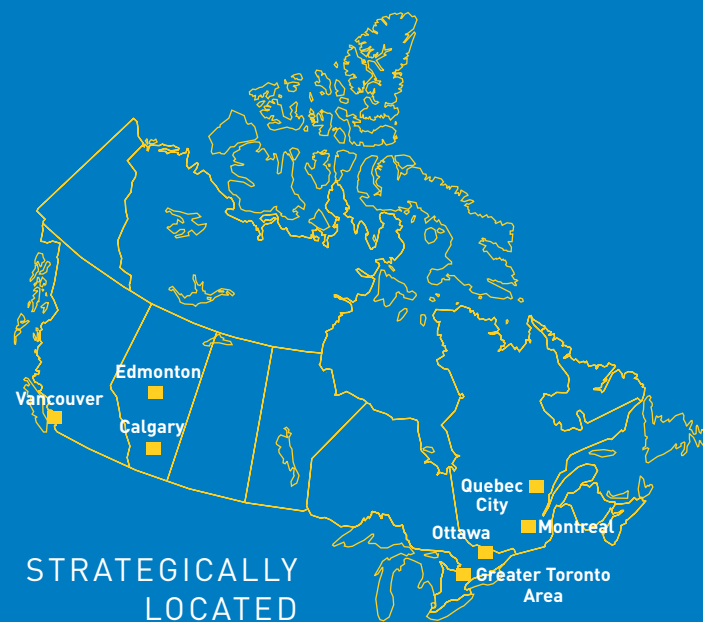 Edmonton
Vancouver
Calgary
Quebec
City
Montreal
Ottawa
Greater Toronto
Area
STRATEGICALLY
LOCATED